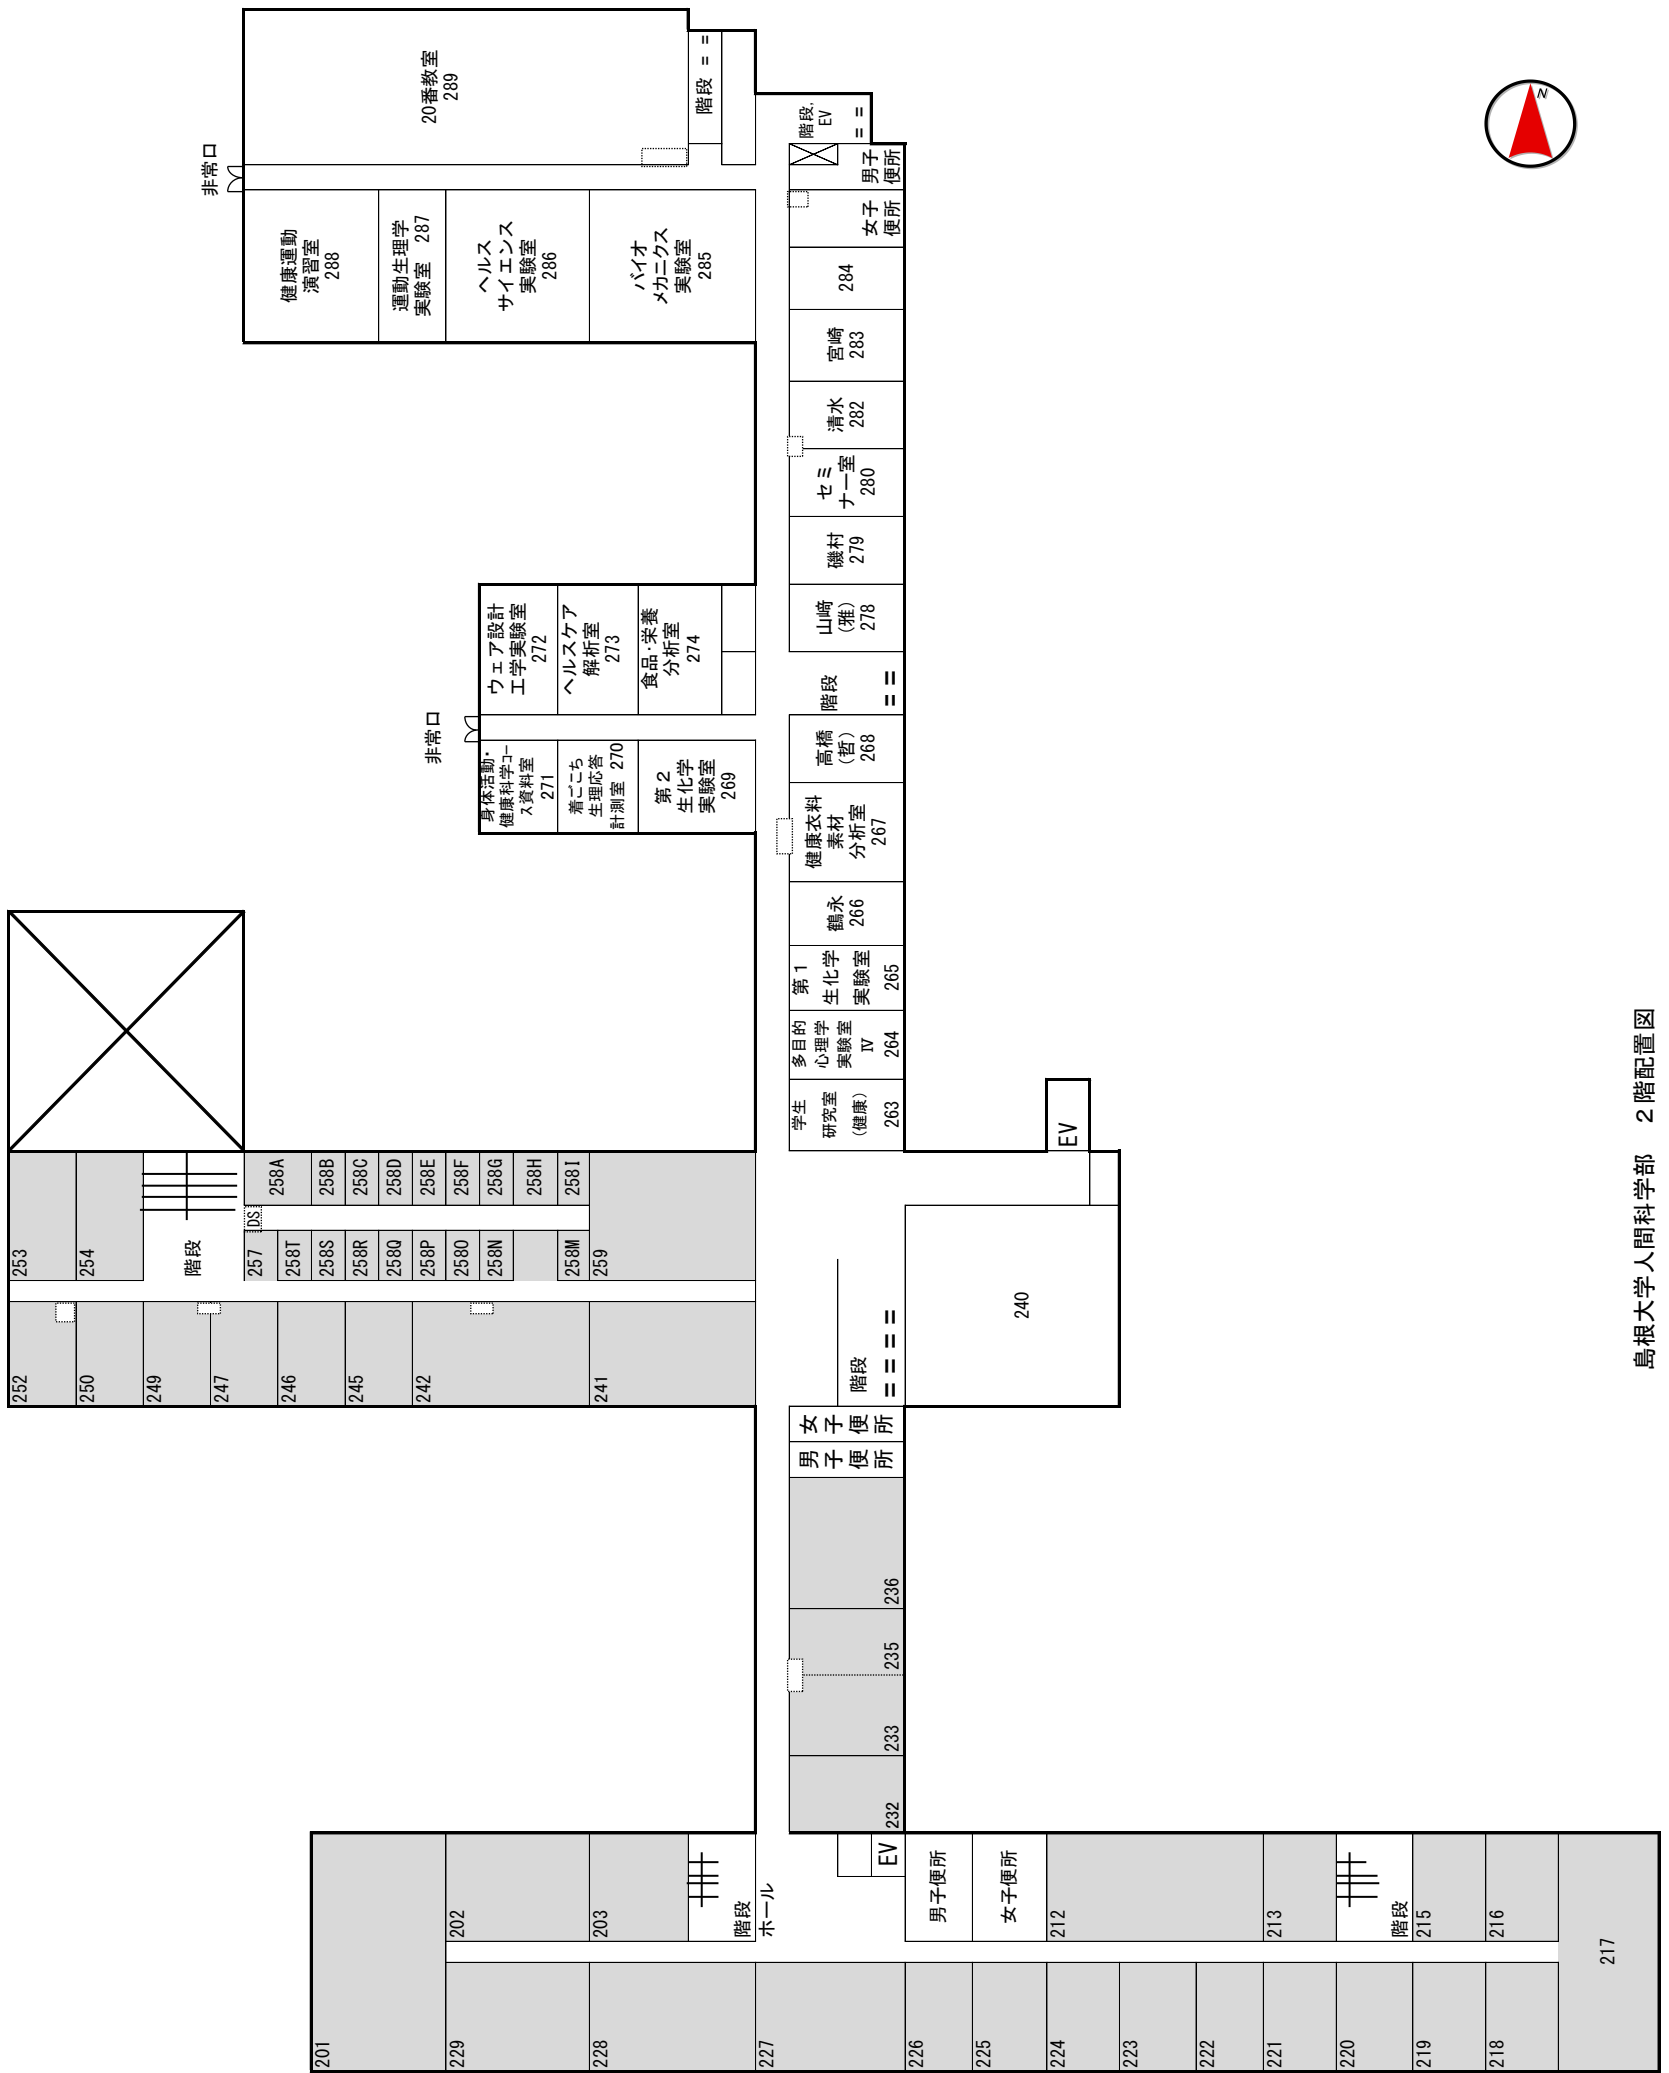 非常口
20番教室
289
階段
階段,
EV
N
男子
便所
女子
便所
健康運動
演習室
288
運動生理学
実験室 287
ヘルス
サイエンス
実験室
286
バイオ
メカニクス
実験室
285
284
宮崎
283
清水
282
セミ
ナー室
280
磯村
279
山﨑
(雅)
278
階段
非常口
ウェア設計
工学実験室
272
ヘルスケア
解析室
273
食品・栄養
分析室
274
身体活動・
健康科学コー
ス資料室
271
着ごこち
生理応答
計測室 270
第2
生化学
実験室
269
高橋
(哲)
268
健康衣料
素材
分析室
267
鶴永
266
第1
生化学
実験室
265
多目的
心理学
実験室
Ⅳ
264
学生
研究室
(健康)
263
EV
253
254
階段
258A
258B
258C
258D
258E
258F
258G
258H
258I
DS
257
258T
258S
258R
258Q
258P
258O
258N
258M
259
252
250
249
247
246
245
242
241
階段
240
女子便所
男子便所
236
235
233
232
201
202
203
階段
ホール
EV
男子便所
女子便所
212
213
階段
215
216
217
229
228
227
226
225
224
223
222
221
220
219
218
島根大学人間科学部 2階配置図